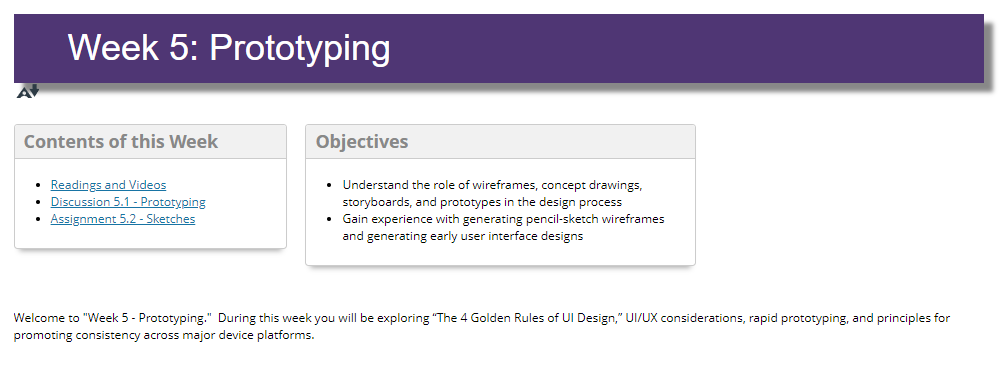 Week 5: Prototyping
Contents of this Week
Readings and Videos
Discussion 5.1 - Prototyping
Assignment 5.2 - Sketches
Objectives
Understand the role of wireframes, concept drawings,
storyboards, and prototypes in the design process
Gain experience with generating pencil-sketch wireframes
and generating early user interface designs
Welcome to "Week 5 - Prototyping."  During this week you will be exploring “The 4 Golden Rules of UI Design,” UI/UX considerations, rapid prototyping, and principles for
promoting consistency across major device platforms.